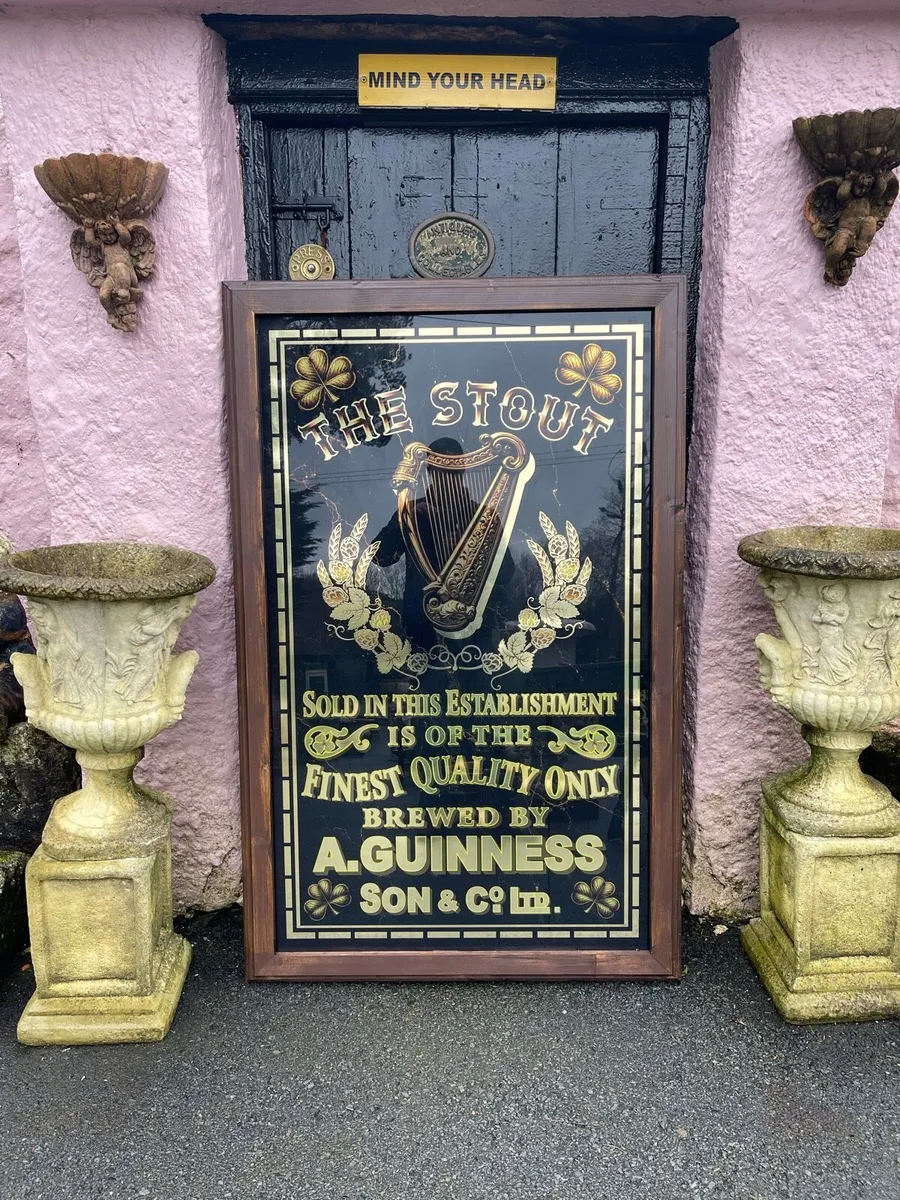 MIND YOUR HEAD
PRESS
THE STOUT
SOLD IN THIS ESTABLISHMENT
IS OF THE
FINEST QUALITY ONLY
BREWED BY
A.GUINNESS
SON & Co LTD.